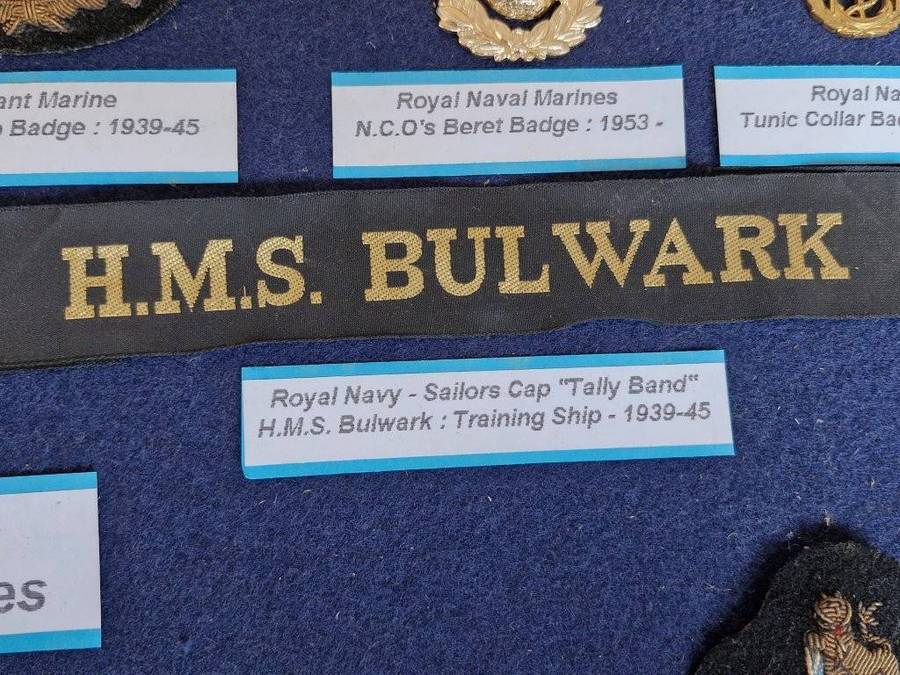 ant Marine
Badge : 1939-45
Royal Naval Marines
N.C.O's Beret Badge : 1953 -
Royal Na
Tunic Collar Bad
H.M.S. BULWARK
Royal Navy - Sailors Cap "Tally Band"
H.M.S. Bulwark : Training Ship - 1939-45
es